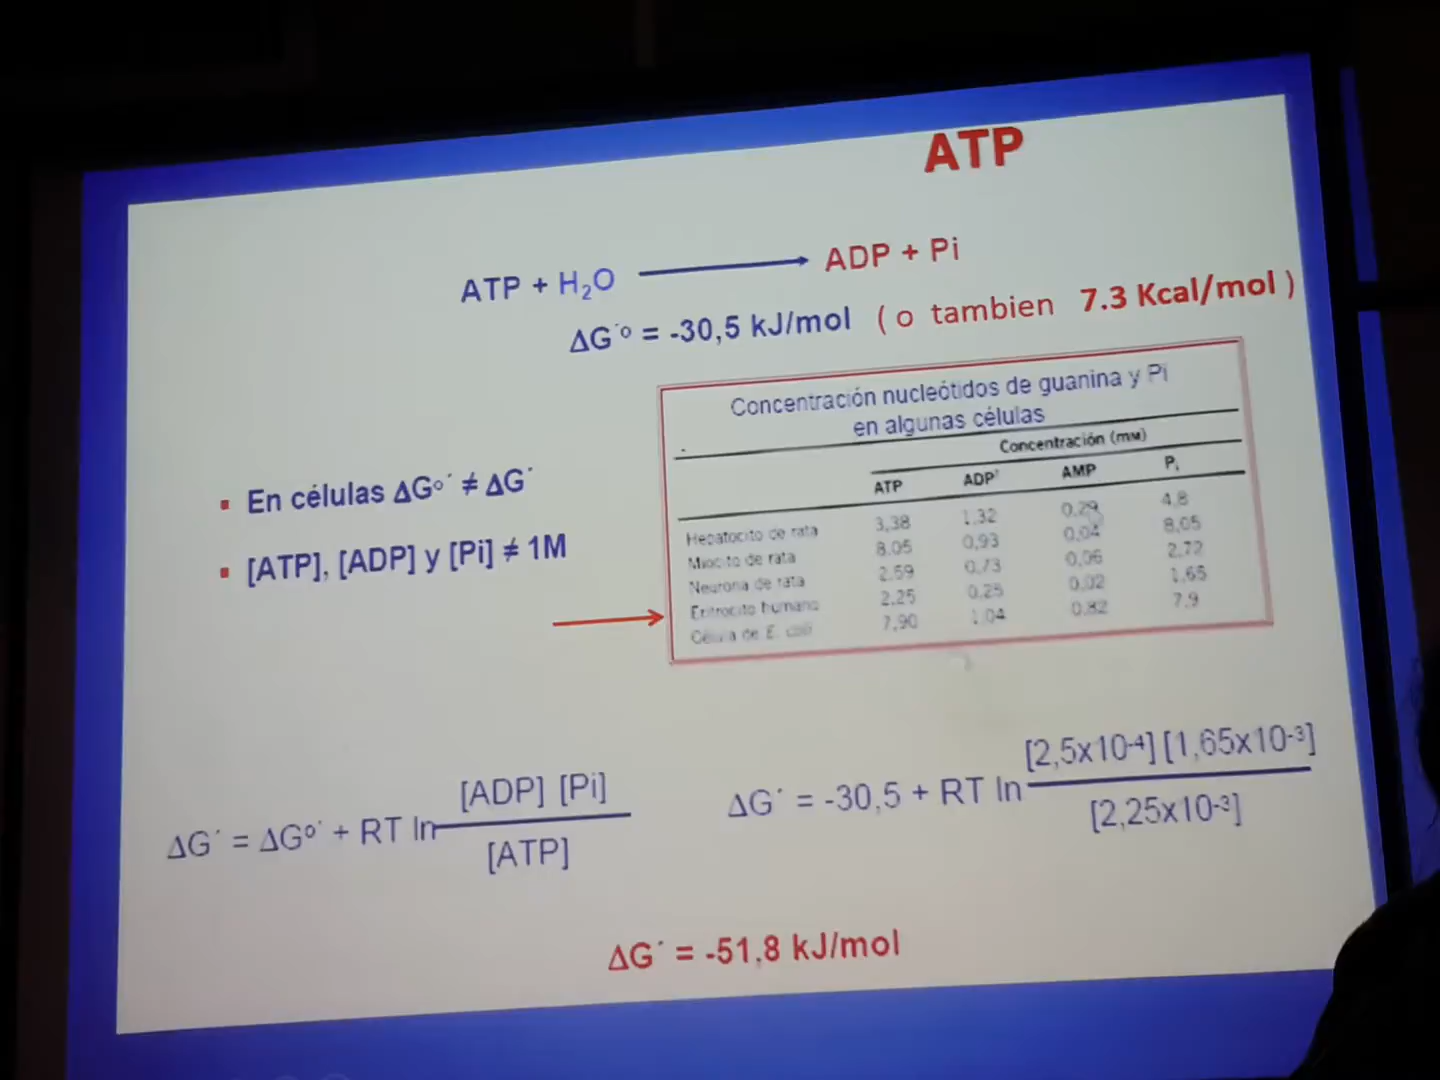 ATP
ATP + H₂O ⟶ ADP + Pi
ΔG´º = -30,5 kJ/mol ( o tambien 7.3 Kcal/mol )
Concentración nucleótidos de guanina y Pi
en algunas células
Concentración (mM)
ATP ADP† AMP Pᵢ
Hepatocito de rata 3,38 1,32 0,29 4,8
Miocito de rata 8,05 0,93 0,04 8,05
Neurona de rata 2,59 0,73 0,06 2,72
Eritrocito humano 2,25 0,25 0,02 1,65
Célula de E. coli 7,90 1,04 0,82 7,9
▪ En células ΔGº´ ≠ ΔG´
▪ [ATP], [ADP] y [Pi] ≠ 1M
ΔG´ = ΔGº´ + RT ln [ADP] [Pi]
[ATP]
ΔG´ = -30,5 + RT ln [2,5x10⁻⁴] [1,65x10⁻³]
[2,25x10⁻³]
ΔG´ = -51,8 kJ/mol